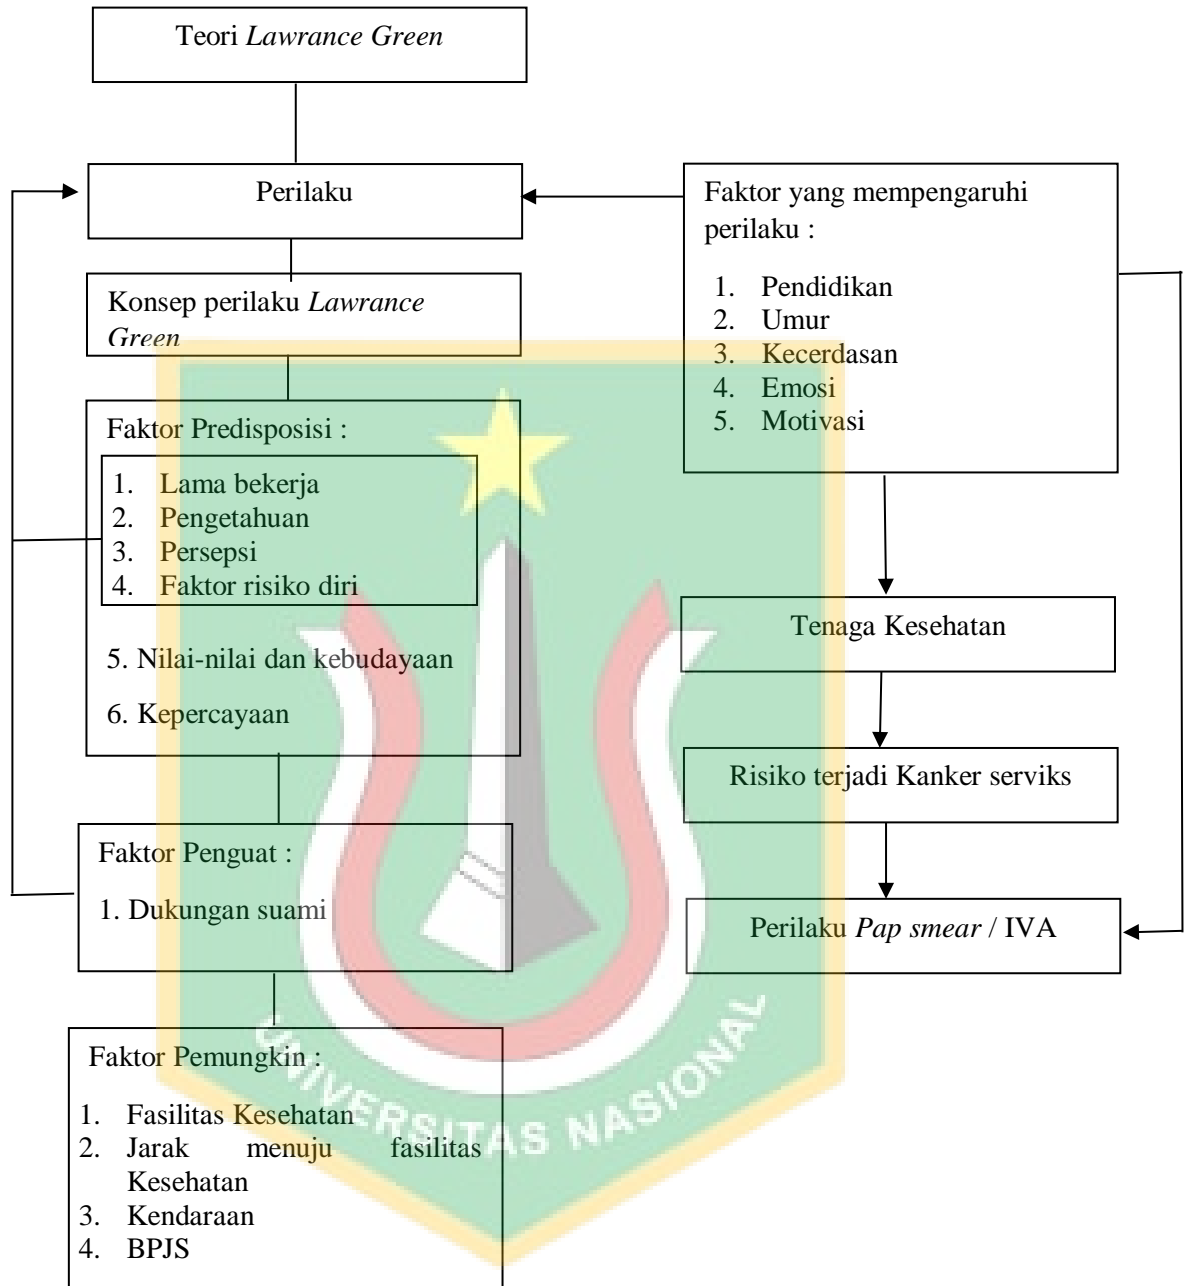 Teori Lawrance Green
Perilaku
Konsep perilaku Lawrance
Green
Faktor Predisposisi :
1. Lama bekerja
2. Pengetahuan
3. Persepsi
4. Faktor risiko diri
5. Nilai-nilai dan kebudayaan
6. Kepercayaan
Faktor Penguat :
1. Dukungan suami
Faktor Pemungkin :
1. Fasilitas Kesehatan
2. Jarak menuju fasilitas
Kesehatan
3. Kendaraan
4. BPJS
Faktor yang mempengaruhi
perilaku :
1. Pendidikan
2. Umur
3. Kecerdasan
4. Emosi
5. Motivasi
Tenaga Kesehatan
Risiko terjadi Kanker serviks
Perilaku Pap smear / IVA
UNIVERSITAS NASIONAL